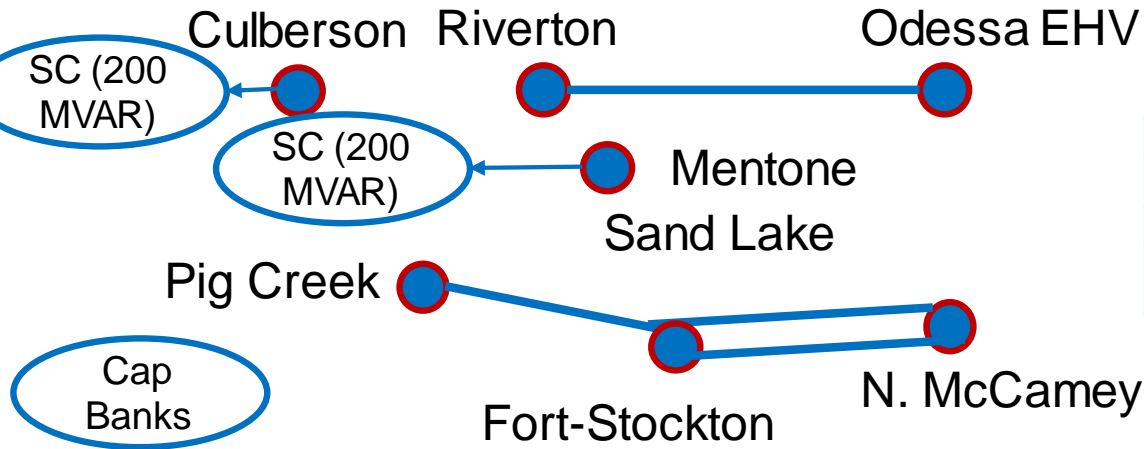 Culberson
Riverton
Odessa EHV
SC (200
MVAR)
SC (200
MVAR)
Mentone
Sand Lake
Pig Creek
Cap
Banks
N. McCamey
Fort-Stockton